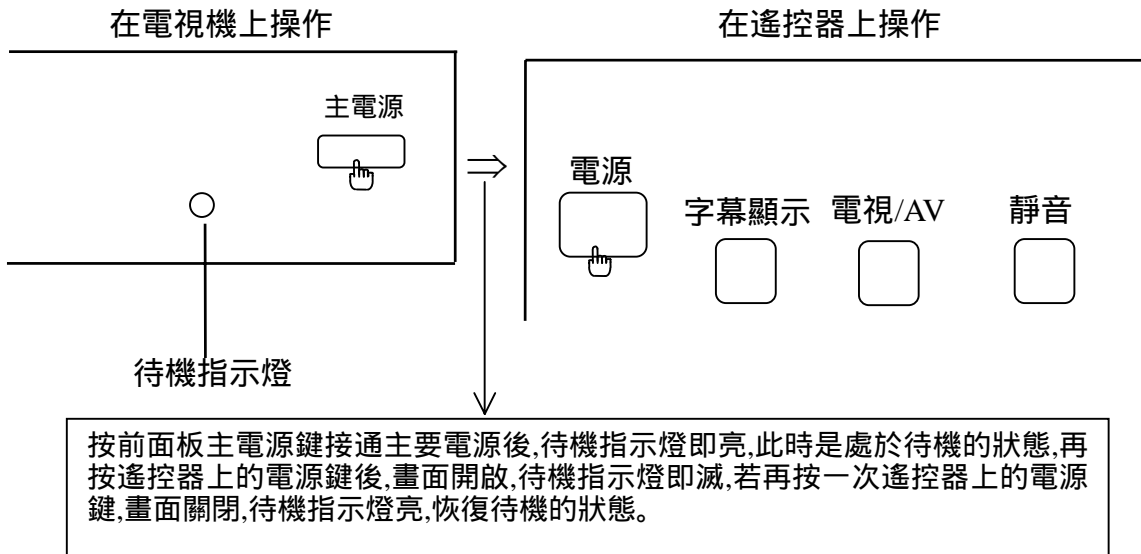 在電視機上操作
在遙控器上操作
主電源
電源
字幕顯示
電視/AV
靜音
待機指示燈
按前面板主電源鍵接通主要電源後,待機指示燈即亮,此時是處於待機的狀態,再
按遙控器上的電源鍵後,畫面開啟,待機指示燈即滅,若再按一次遙控器上的電源
鍵,畫面關閉,待機指示燈亮,恢復待機的狀態。